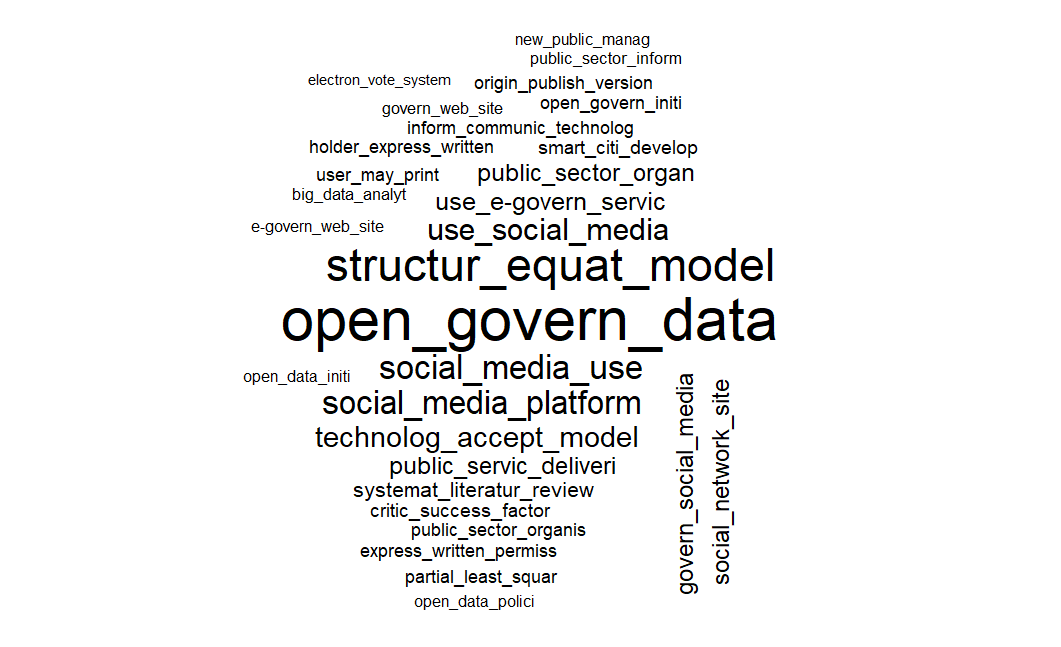 new_public_manag
public_sector_inform
electron_vote_system
origin_publish_version
govern_web_site
open_govern_initi
inform_communic_technolog
holder_express_written
smart_citi_develop
user_may_print
public_sector_organ
big_data_analyt
use_e-govern_servic
e-govern_web_site
use_social_media
structur_equat_model
open_govern_data
social_media_use
open_data_initi
social_media_platform
technolog_accept_model
public_servic_deliveri
systemat_literatur_review
critic_success_factor
public_sector_organis
express_written_permiss
partial_least_squar
open_data_polici
govern_social_media
social_network_site